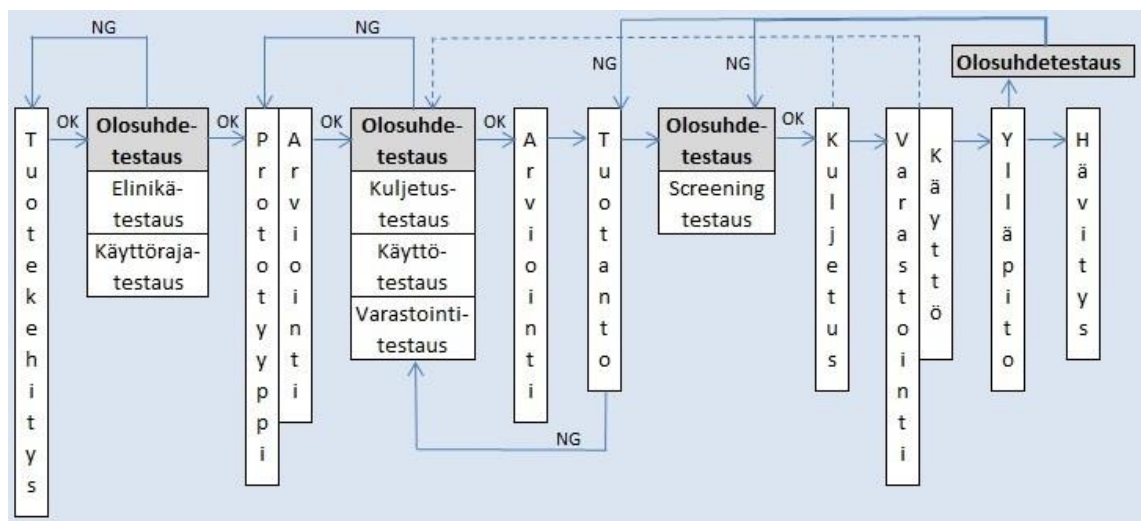 NG
NG
NG
NG
Olosuhdetestaus
Tuotekehitys
OK
Olosuhde-
testaus
Elinikä-
testaus
Käyttöraja-
testaus
OK
Prototyyppi
Arviointi
OK
Olosuhde-
testaus
Kuljetus-
testaus
Käyttö-
testaus
Varastointi-
testaus
OK
Arviointi
Tuotanto
NG
Olosuhde-
testaus
Screening
testaus
OK
Kuljetus
Varastointi
Käyttö
Ylläpito
Hävitys